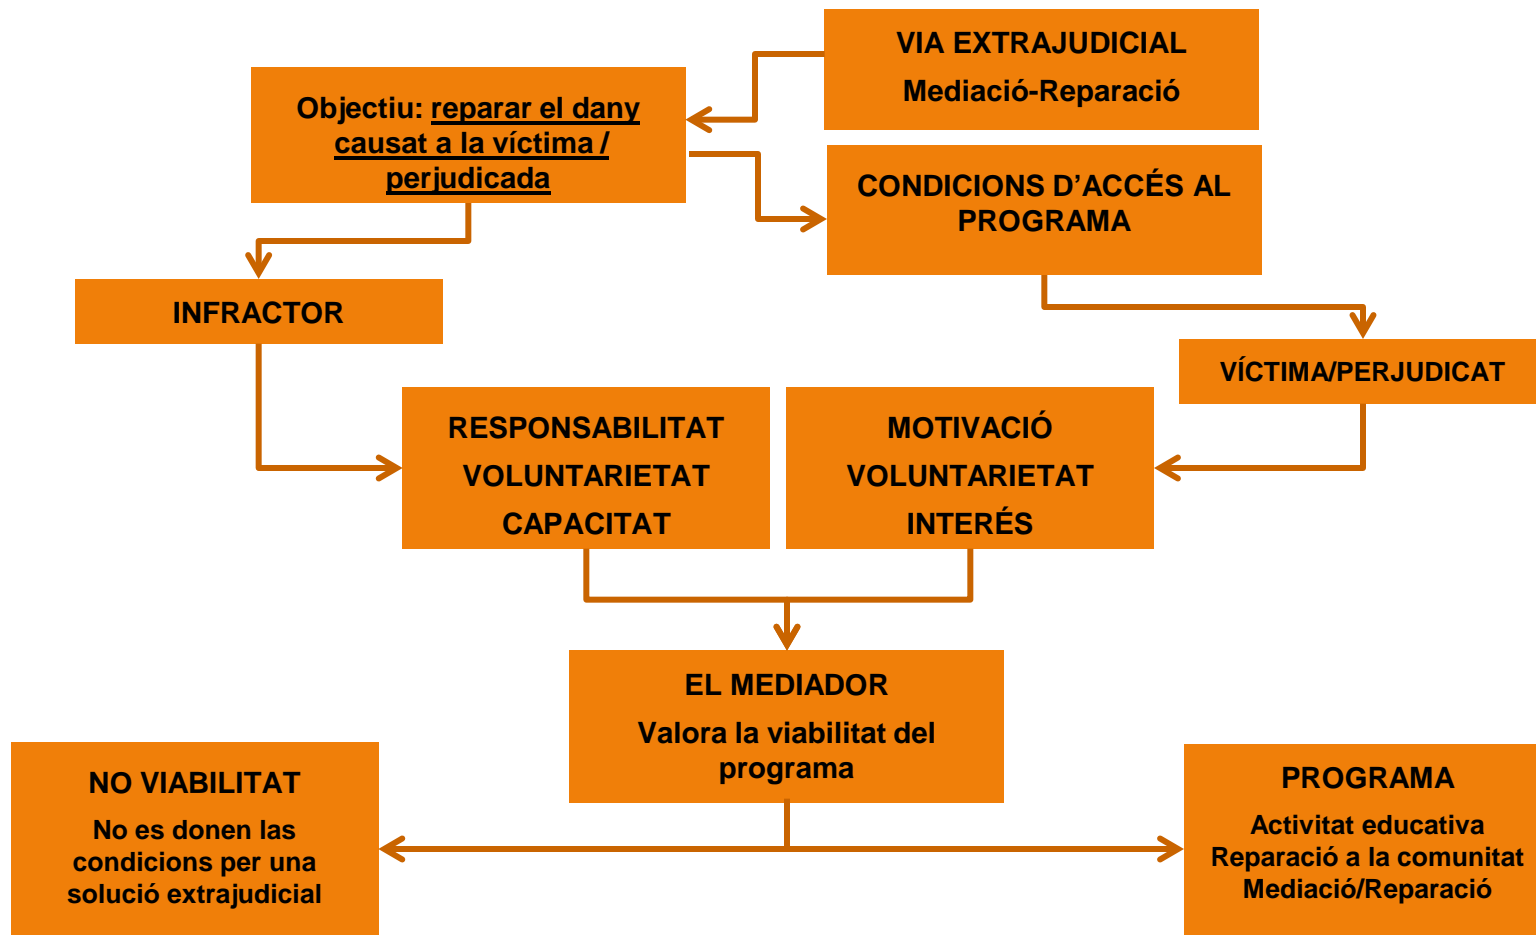 VIA EXTRAJUDICIAL
Mediació-Reparació
Objectiu: reparar el dany
causat a la víctima /
perjudicada
CONDICIONS D’ACCÉS AL
PROGRAMA
INFRACTOR
VÍCTIMA/PERJUDICAT
RESPONSABILITAT
VOLUNTARIETAT
CAPACITAT
MOTIVACIÓ
VOLUNTARIETAT
INTERÉS
EL MEDIADOR
Valora la viabilitat del
programa
NO VIABILITAT
No es donen las
condicions per una
solució extrajudicial
PROGRAMA
Activitat educativa
Reparació a la comunitat
Mediació/Reparació